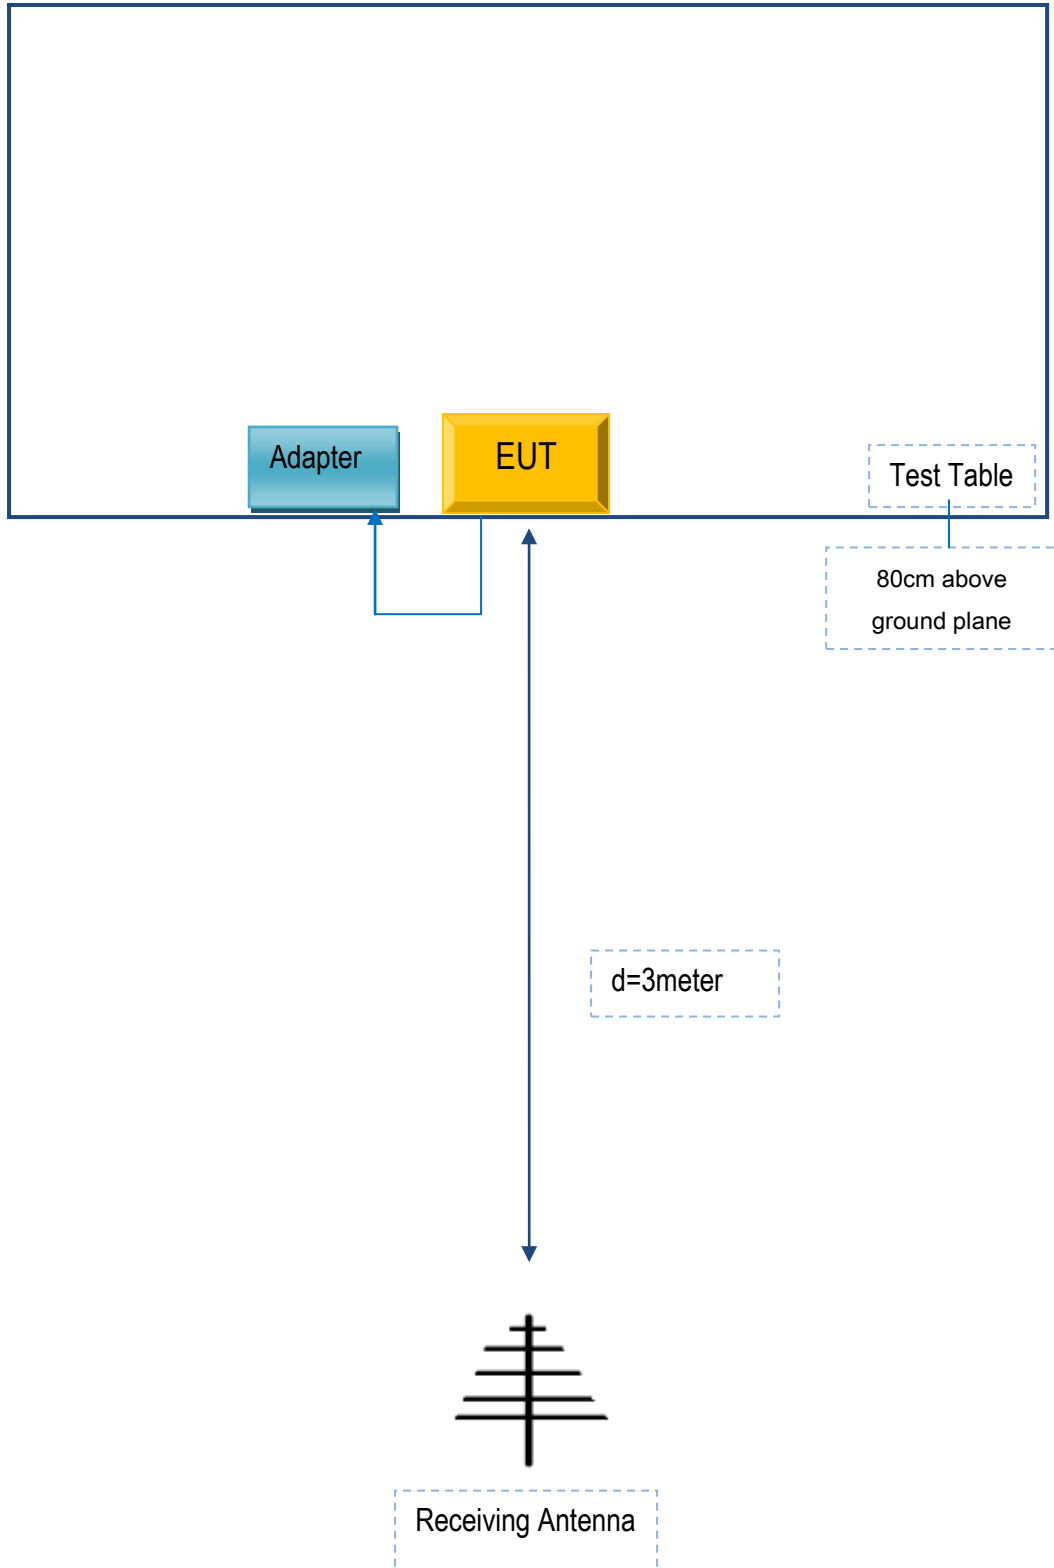 Adapter
EUT
Test Table
80cm above
ground plane
d=3meter
Receiving Antenna